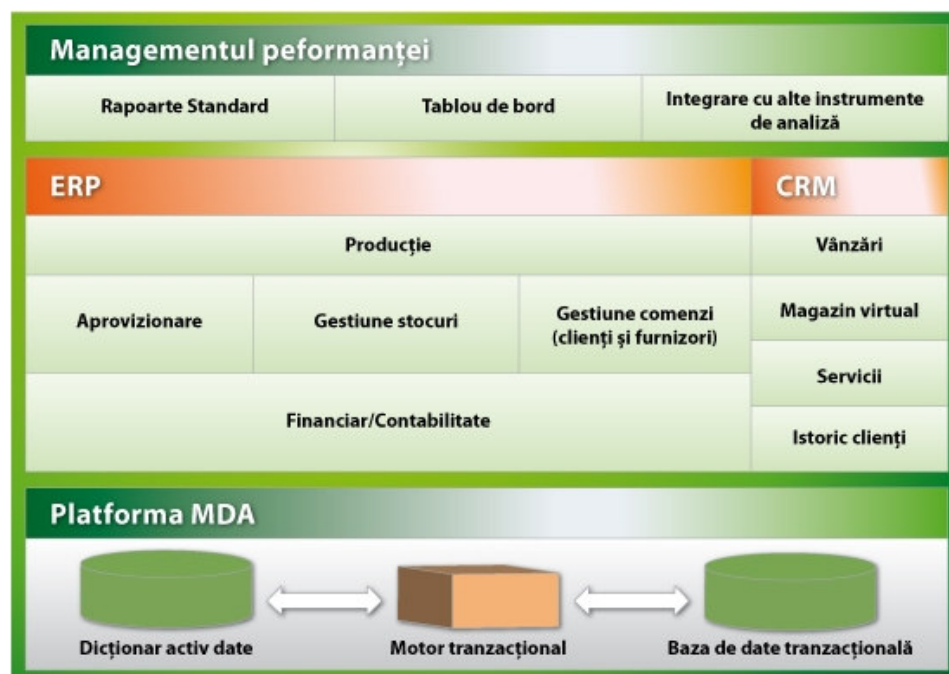 Managementul peformanței
Rapoarte Standard
Tablou de bord
Integrare cu alte instrumente
de analiză
ERP
CRM
Producție
Vânzări
Aprovizionare
Gestiune stocuri
Gestiune comenzi
(clienți și furnizori)
Magazin virtual
Servicii
Financiar/Contabilitate
Istoric clienți
Platforma MDA
Dicționar activ date
Motor tranzacțional
Baza de date tranzacțională